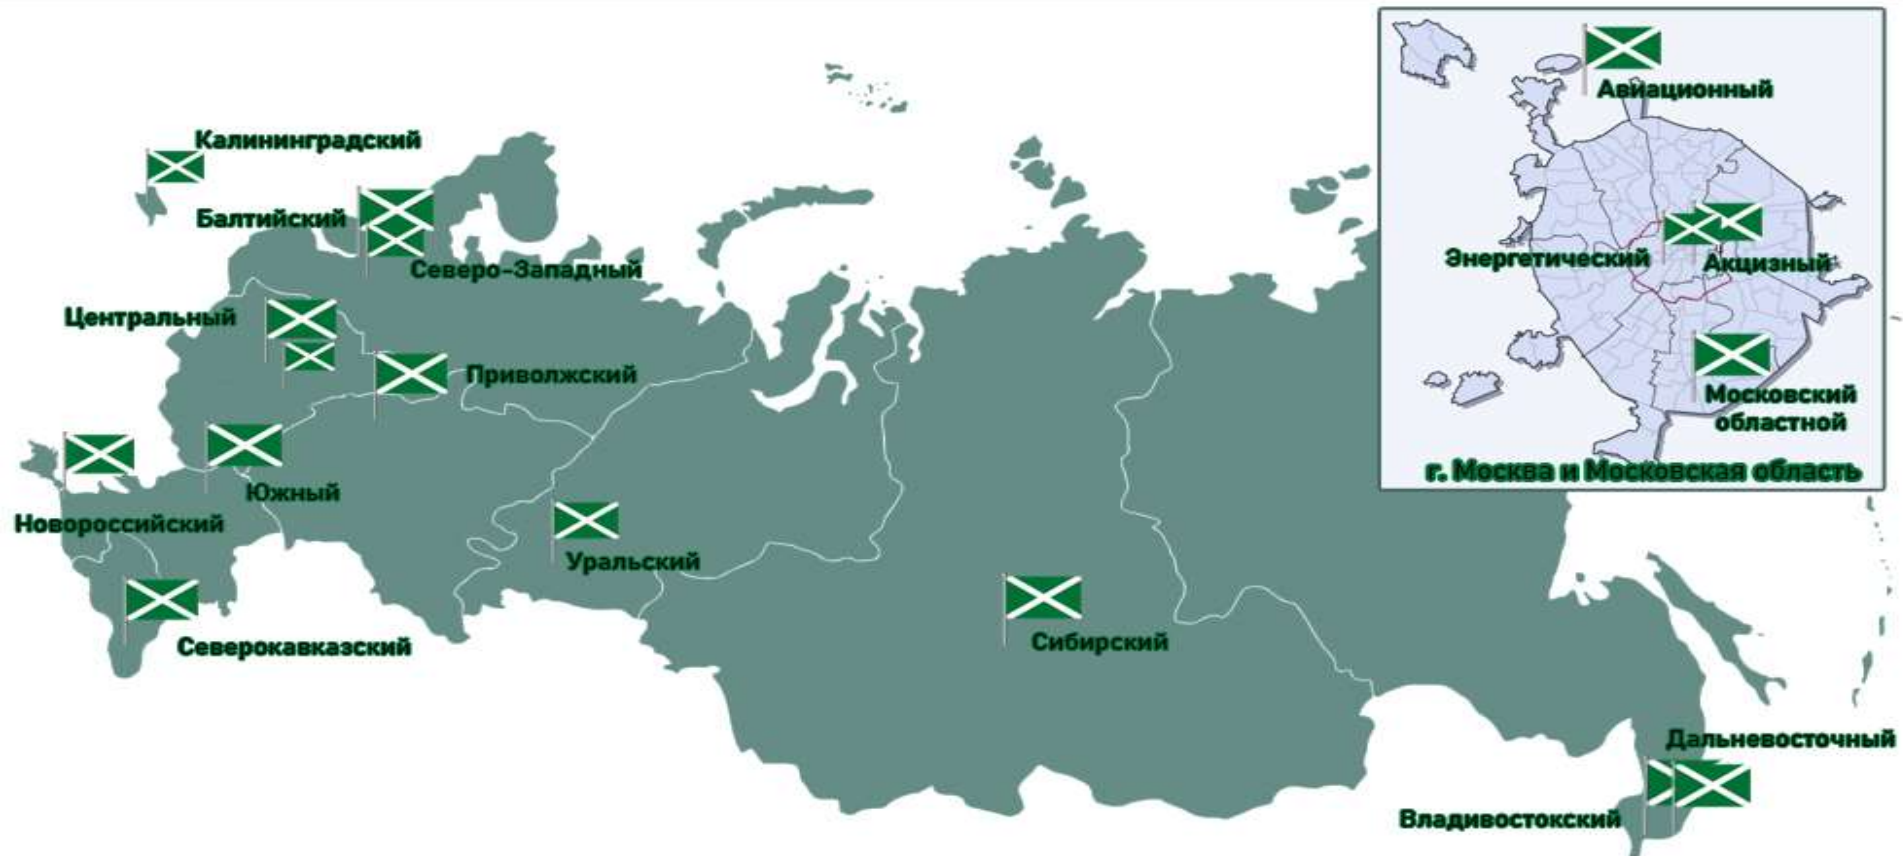 Авиационный
Калининградский
Балтийский
Энергетический
Акцизный
Северо-Западный
Центральный
Приволжский
Московский
областной
г. Москва и Московская область
Южный
Новороссийский
Уральский
Сибирский
Северокавказский
Дальневосточный
Владивостокский